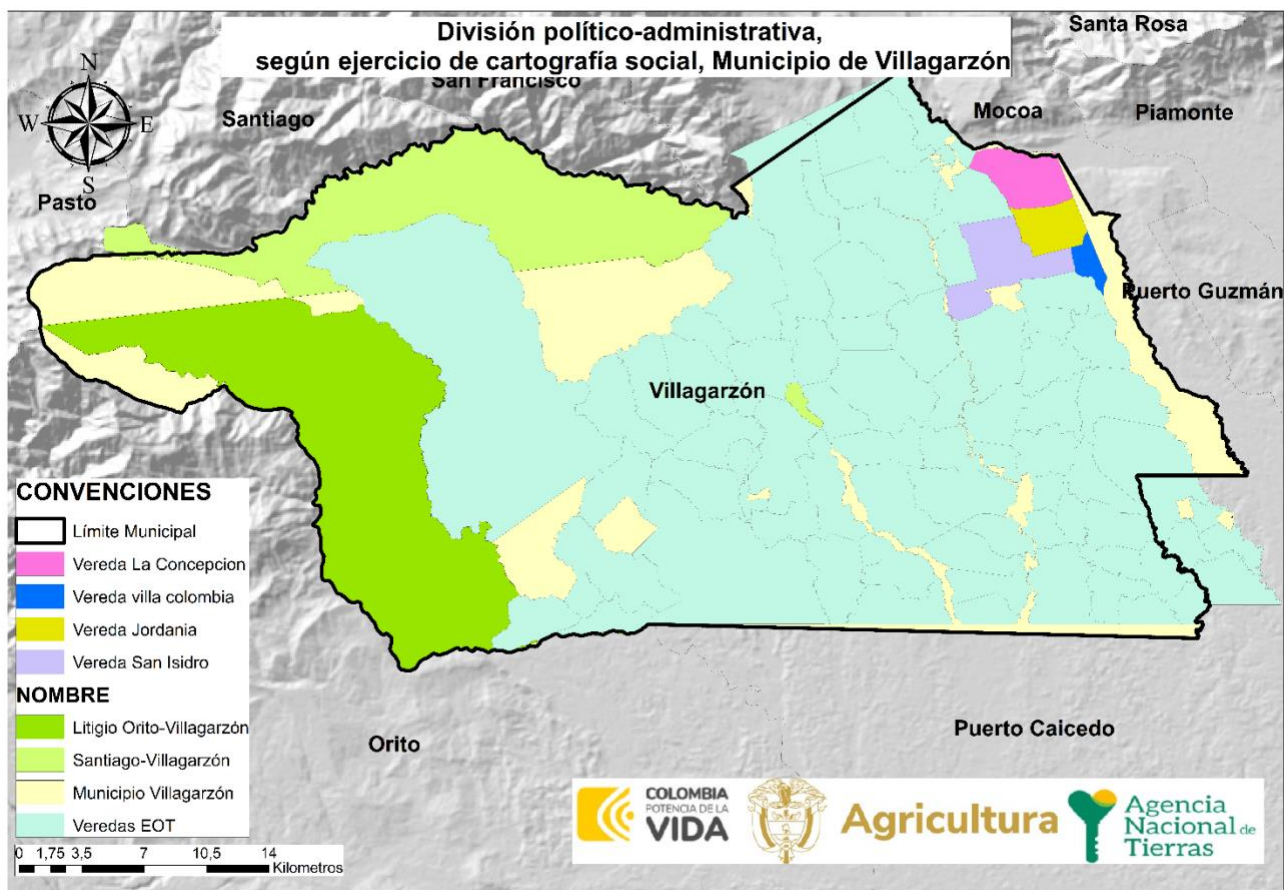 División político-administrativa,
según ejercicio de cartografía social, Municipio de Villagarzón
Santa Rosa
San Francisco
Mocoa
Piamonte
Santiago
N
W
E
S
Pasto
Puerto Guzmán
Villagarzón
CONVENCIONES
Límite Municipal
Vereda La Concepcion
Vereda villa colombia
Vereda Jordania
Vereda San Isidro
NOMBRE
Litigio Orito-Villagarzón
Santiago-Villagarzón
Municipio Villagarzón
Veredas EOT
0 1,75 3,5 7 10,5 14
Kilometros
Orito
Puerto Caicedo
COLOMBIA
POTENCIA DE LA
VIDA
Agricultura
Agencia
Nacional de
Tierras